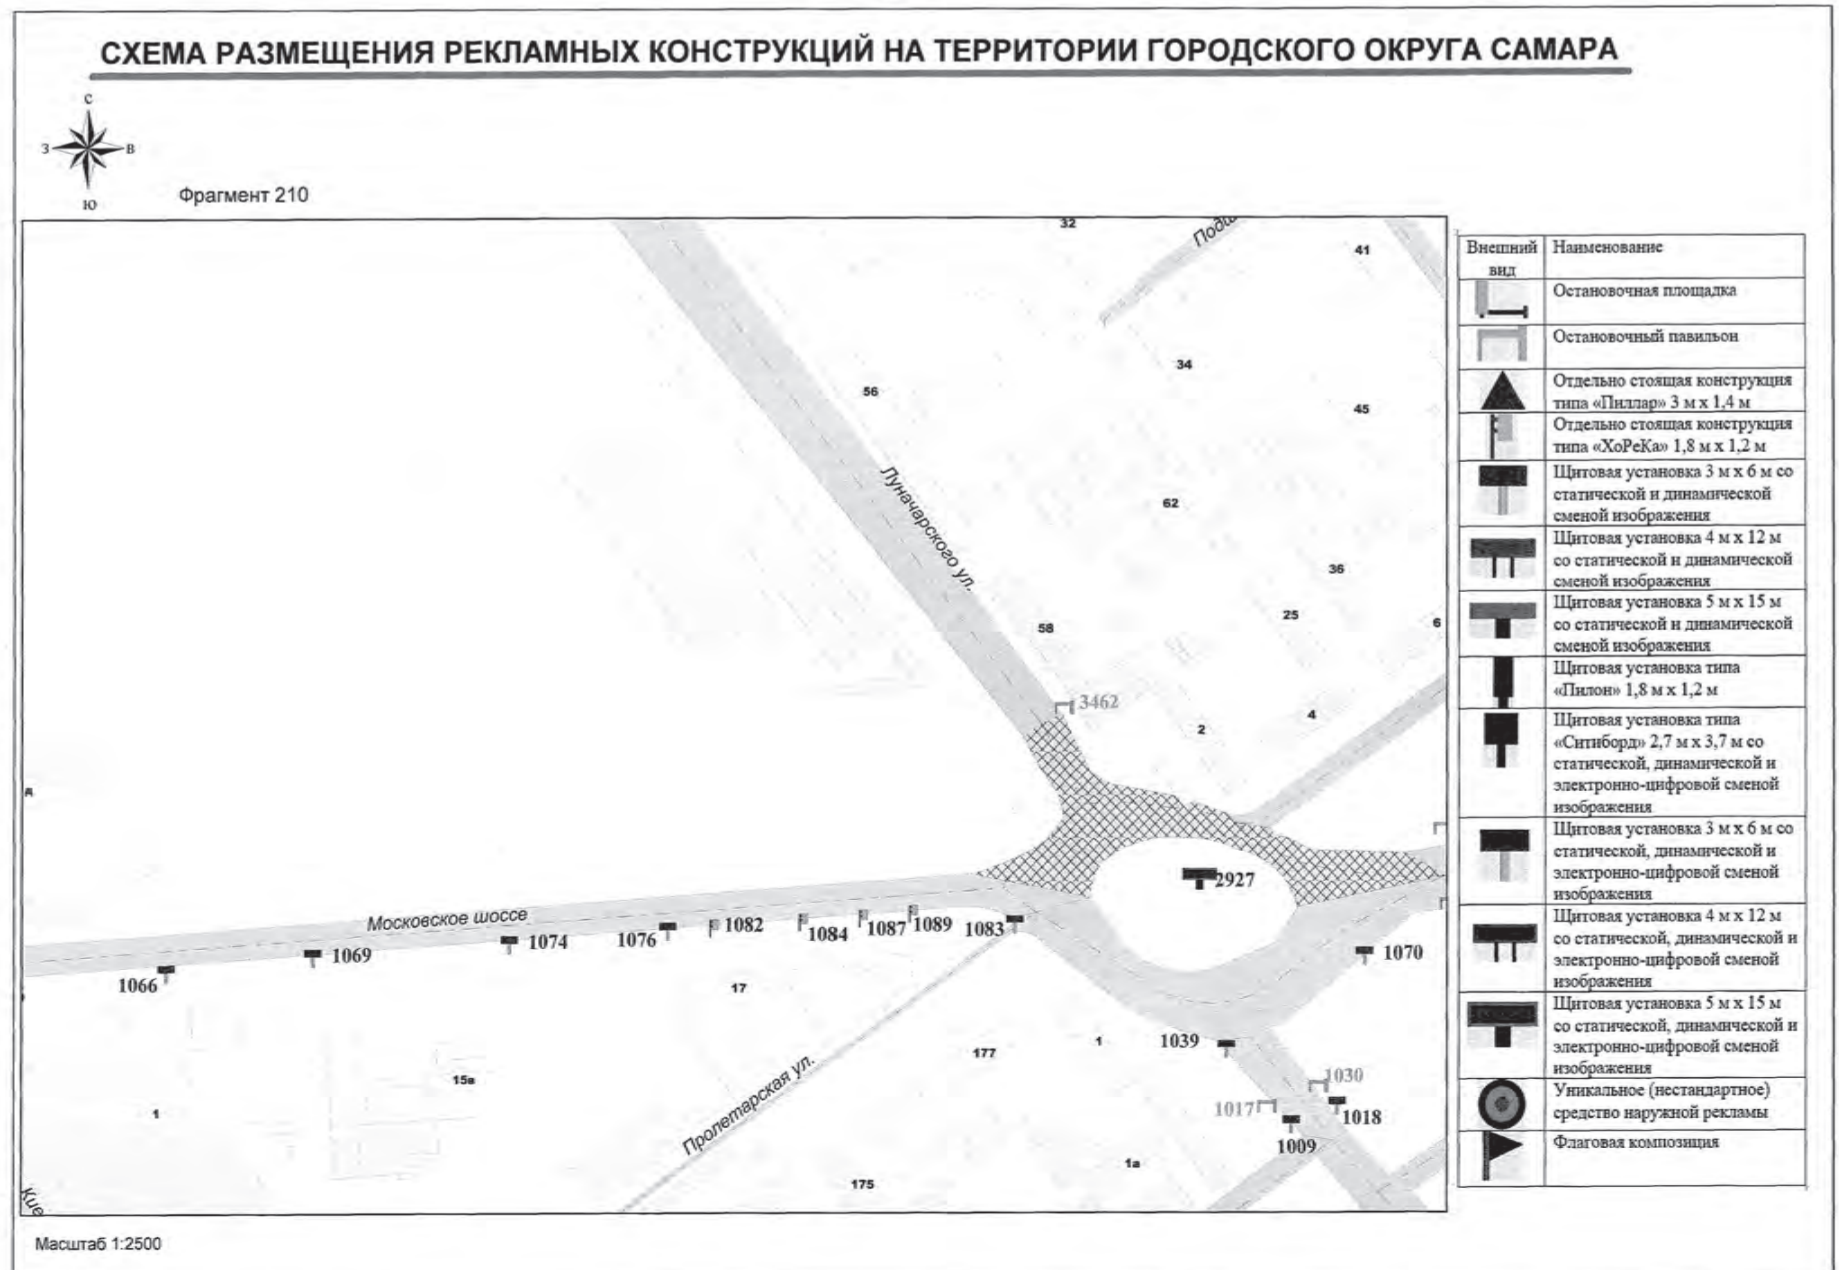 СХЕМА РАЗМЕЩЕНИЯ РЕКЛАМНЫХ КОНСТРУКЦИЙ НА ТЕРРИТОРИИ ГОРОДСКОГО ОКРУГА САМАРА
С
З
В
Ю
Фрагмент 210
32
41
34
56
45
Луначарского ул.
62
36
25
58
6
3462
4
2
2927
Московское шоссе
1082
1084
1087
1089
1083
1076
1074
1069
1066
1070
17
1039
177
1
15в
1030
1017
1018
1
1009
Пролетарская ул.
1а
175
Внешний вид
Наименование
Остановочная площадка
Остановочный павильон
Отдельно стоящая конструкция
типа «Пиллар» 3 м х 1,4 м
Отдельно стоящая конструкция
типа «ХоРеКа» 1,8 м х 1,2 м
Щитовая установка 3 м х 6 м со
статической и динамической
сменой изображения
Щитовая установка 4 м х 12 м
со статической и динамической
сменой изображения
Щитовая установка 5 м х 15 м
со статической и динамической
сменой изображения
Щитовая установка типа
«Пилон» 1,8 м х 1,2 м
Щитовая установка типа
«Ситиборд» 2,7 м х 3,7 м со
статической, динамической и
электронно-цифровой сменой
изображения
Щитовая установка 3 м х 6 м со
статической, динамической и
электронно-цифровой сменой
изображения
Щитовая установка 4 м х 12 м
со статической, динамической и
электронно-цифровой сменой
изображения
Щитовая установка 5 м х 15 м
со статической, динамической и
электронно-цифровой сменой
изображения
Уникальное (нестандартное)
средство наружной рекламы
Флаговая композиция
Масштаб 1:2500